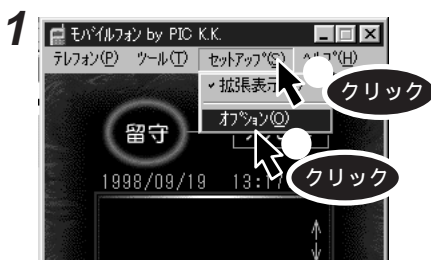 1
モバイルフォン by PIC K.K.
テレフォン(P) ツール(T) セットアップ(S) ヘルプ(H)
✓拡張表示
クリック
オプション(O)
留守
クリック
1998/09/19 13:17